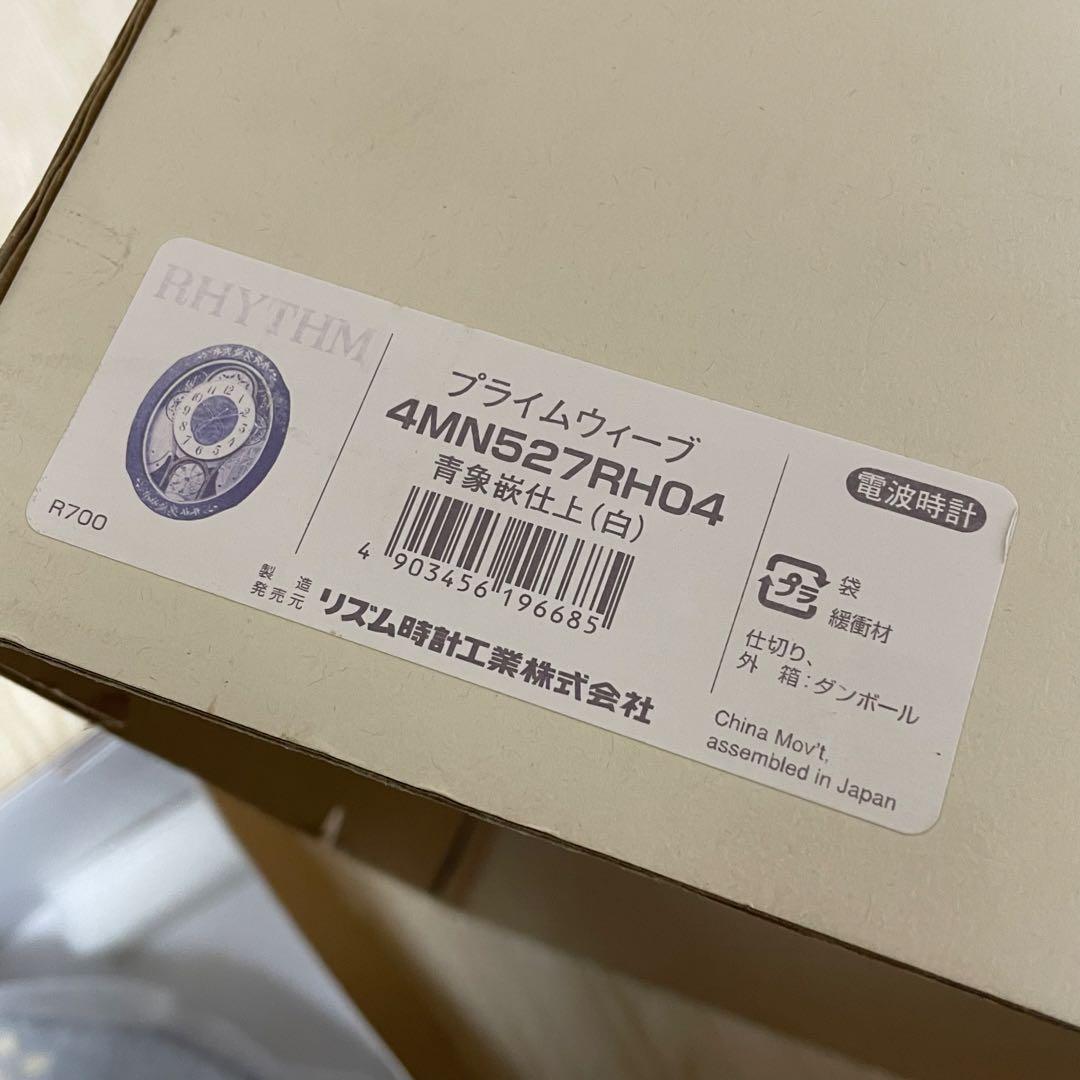 RHYTHM
R700
プライムウィーブ
4MN527RH04
青象嵌仕上(白)
4 903456 196685
製造
発売元 リズム時計工業株式会社
電波時計
プラ 袋
緩衝材
仕切り、
外 箱:ダンボール
China Mov't,
assembled in Japan